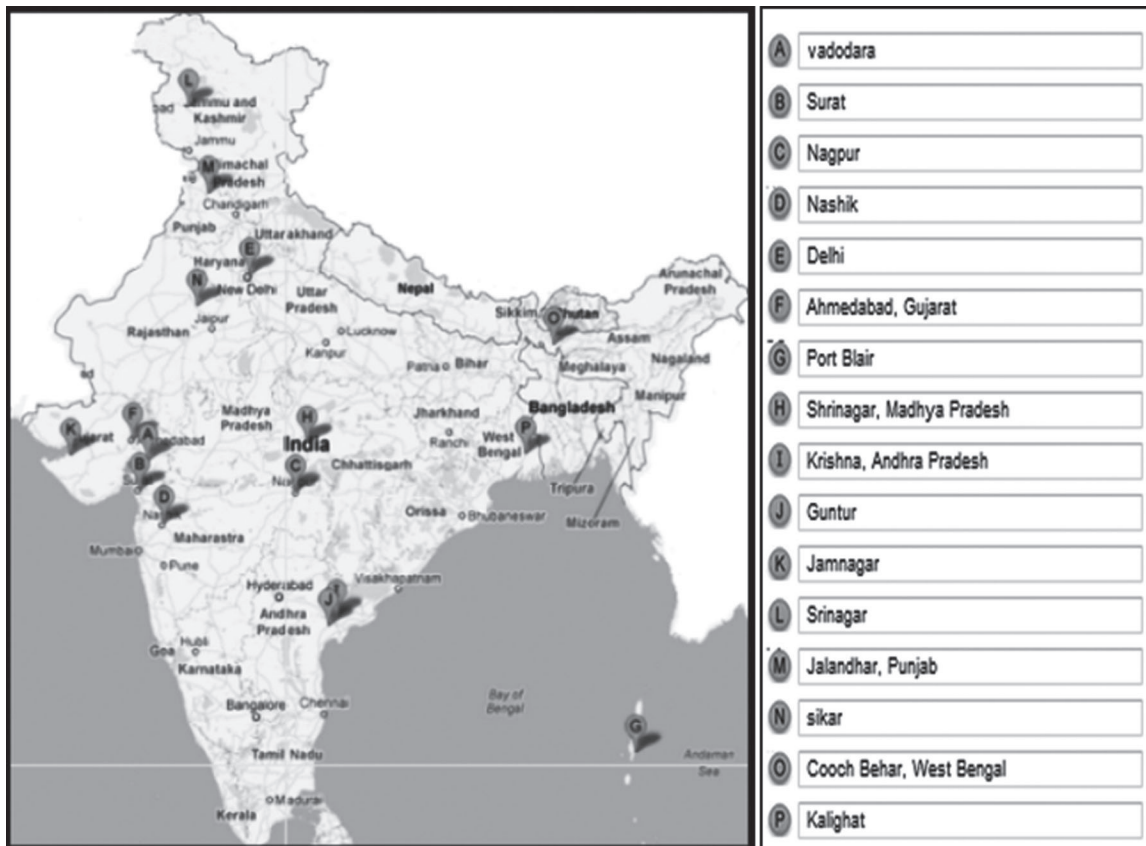 L
Jammu and
Kashmir
Jammu
M
Himachal
Pradesh
Chandigarh
Punjab
Uttarakhand
E
Haryana
N
New Delhi
Uttar
Pradesh
Nepal
Arunachal
Pradesh
Sikkim
O
Bhutan
Assam
Rajasthan
Jaipur
Lucknow
Kanpur
Nagaland
Patna
Bihar
Meghalaya
Manipur
Bangladesh
K
F
A
Madhya
Pradesh
H
Jharkhand
Ranchi
West
Bengal
P
India
B
C
Chhattisgarh
D
Nashik
Maharastra
Orissa
Bhubaneswar
Tripura
Mizoram
Mumbai
Pune
Hyderabad
Visakhapatnam
J
I
Andhra
Pradesh
Goa
Hubli
Karnataka
Bangalore
Chennai
Bay of
Bengal
G
Andaman
Sea
Tamil Nadu
Madurai
Kerala
A vadodara
B Surat
C Nagpur
D Nashik
E Delhi
F Ahmedabad, Gujarat
G Port Blair
H Shrinagar, Madhya Pradesh
I Krishna, Andhra Pradesh
J Guntur
K Jamnagar
L Srinagar
M Jalandhar, Punjab
N sikar
O Cooch Behar, West Bengal
P Kalighat